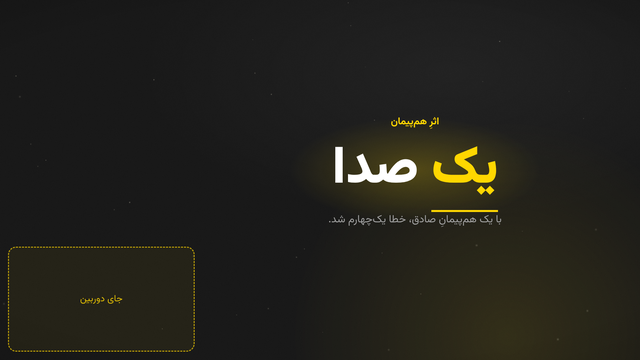 اثرِ هم‌پیمان
یک صدا
با یک هم‌پیمانِ صادق، خطا یک‌چهارم شد.
جای دوربین